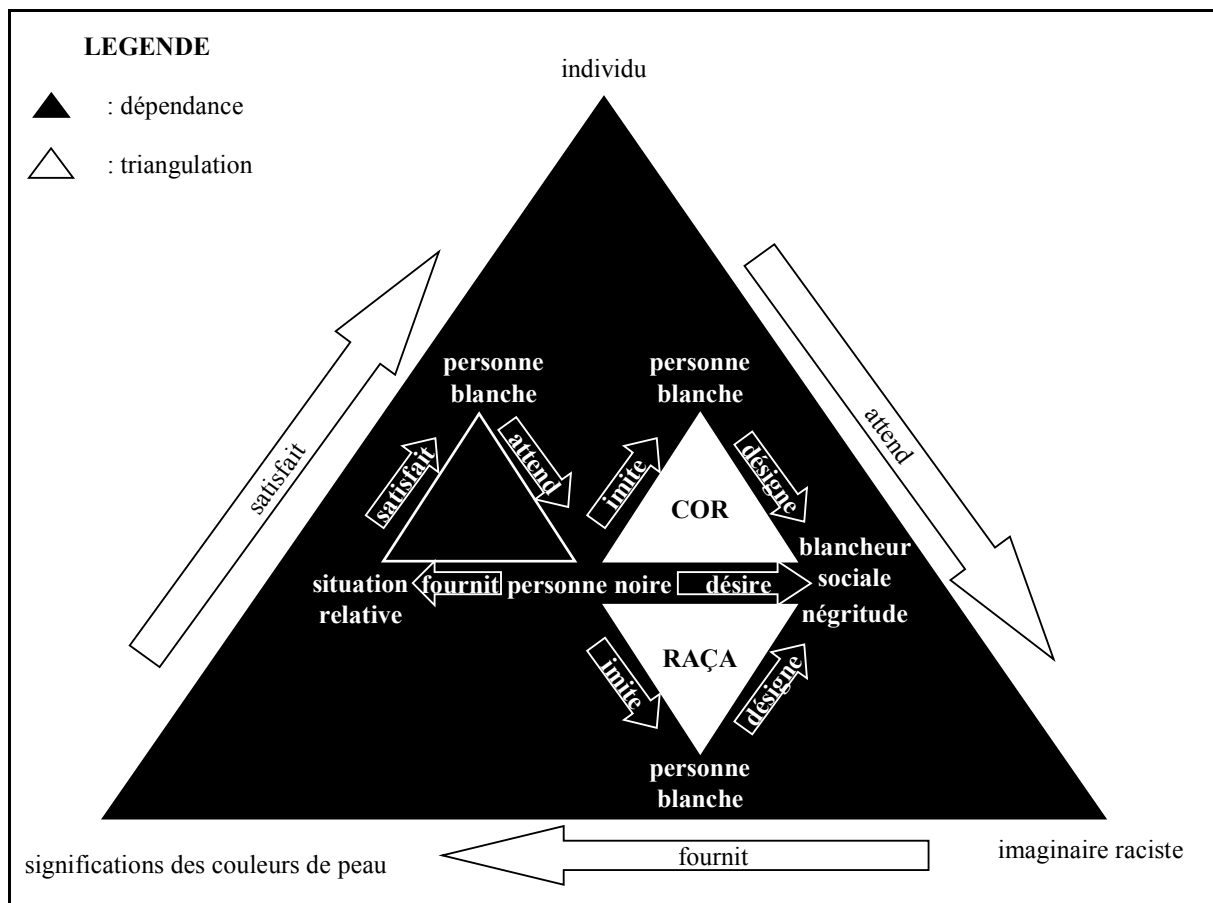 LEGENDE
individu
: dépendance
: triangulation
satisfait
attend
personne
blanche
personne
blanche
satisfait
attend
imite
désigne
COR
blancheur
sociale
situation
relative
fournit
personne noire
désire
négritude
RAÇA
imite
désigne
personne
blanche
significations des couleurs de peau
fournit
imaginaire raciste